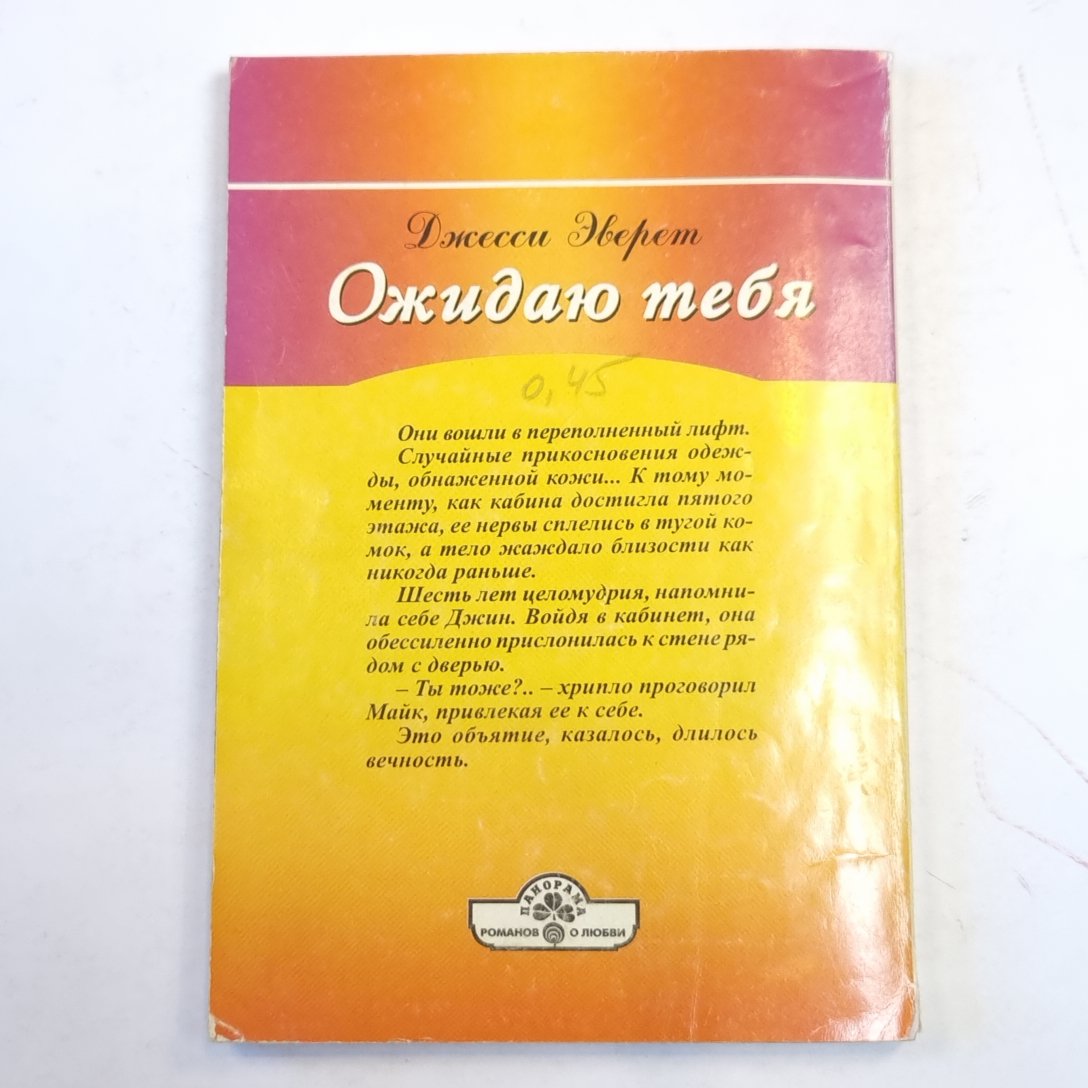 Джесси Эверет
Ожидаю тебя
0,45
Они вошли в переполненный лифт.
Случайные прикосновения одеж-
ды, обнаженной кожи... К тому мо-
менту, как кабина достигла пятого
этажа, ее нервы сплелись в тугой ко-
мок, а тело жаждало близости как
никогда раньше.
Шесть лет целомудрия, напомни-
ла себе Джин. Войдя в кабинет, она
обессиленно прислонилась к стене ря-
дом с дверью.
– Ты тоже?.. – хрипло проговорил
Майк, привлекая ее к себе.
Это объятие, казалось, длилось
вечность.
ПАНОРАМА
РОМАНОВ О ЛЮБВИ